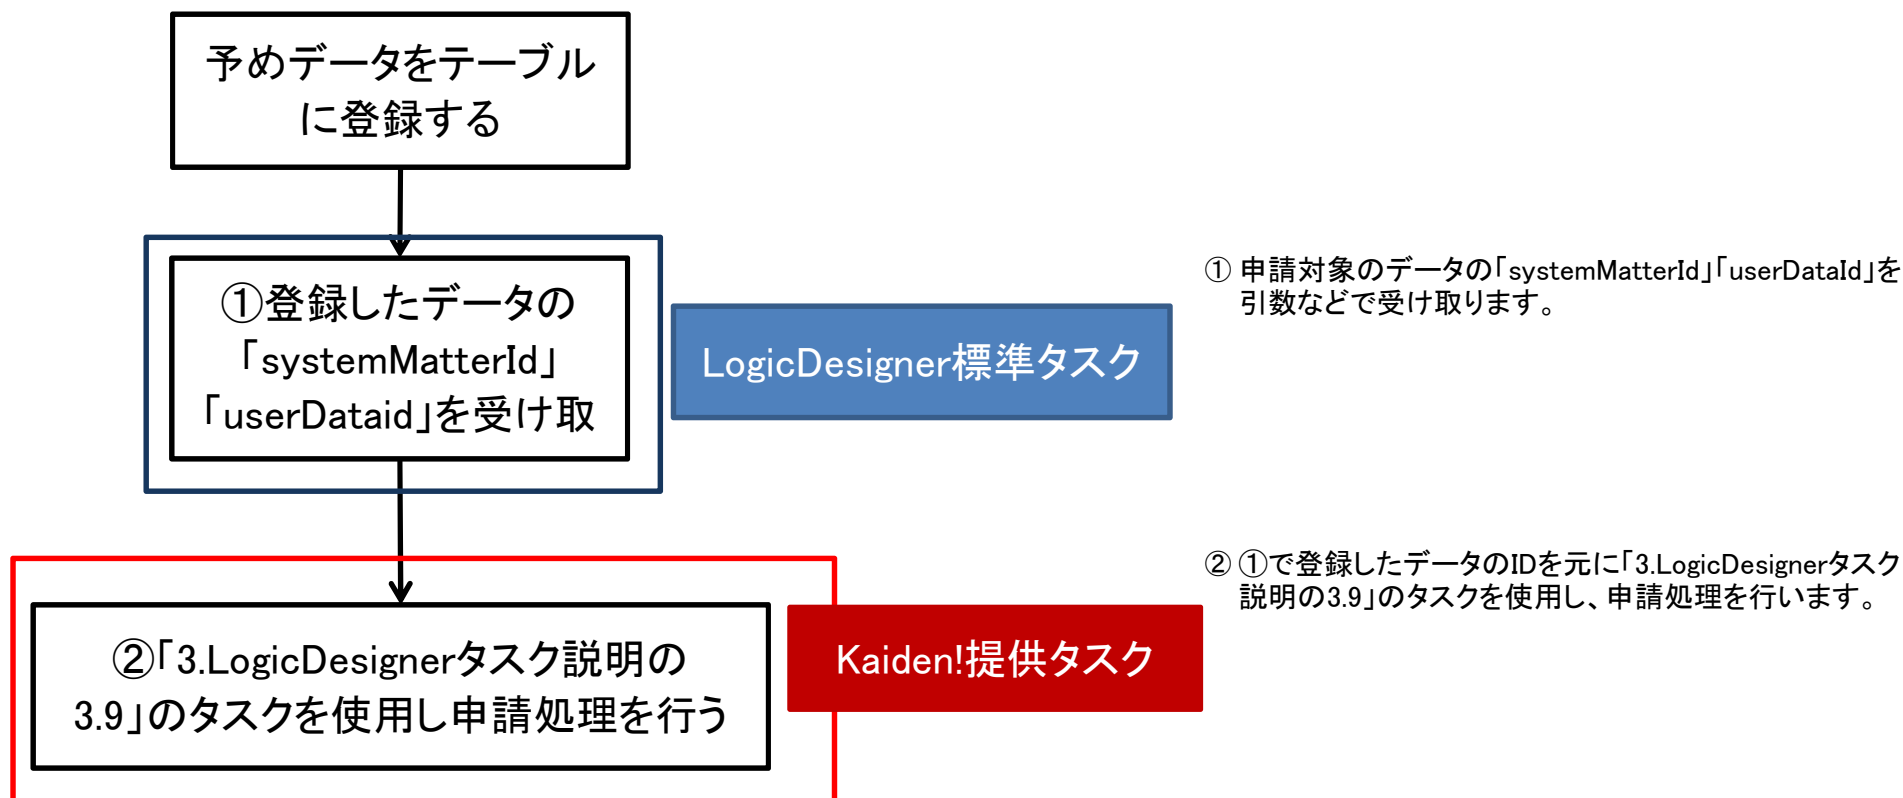 予めデータをテーブル
に登録する
①登録したデータの
「systemMatterId」
「userDataid」を受け取
LogicDesigner標準タスク
① 申請対象のデータの「systemMatterId」「userDataId」を
引数などで受け取ります。
②「3.LogicDesignerタスク説明の
3.9」のタスクを使用し申請処理を行う
Kaiden!提供タスク
② ①で登録したデータのIDを元に「3.LogicDesignerタスク
説明の3.9」のタスクを使用し、申請処理を行います。